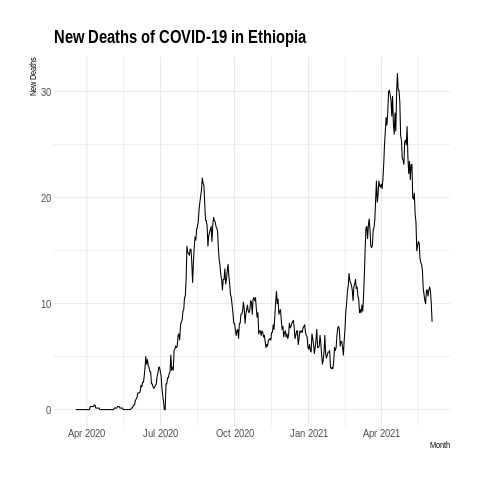 New Deaths of COVID-19 in Ethiopia
New Deaths
30
20
10
0
Apr 2020 Jul 2020 Oct 2020 Jan 2021 Apr 2021
Month